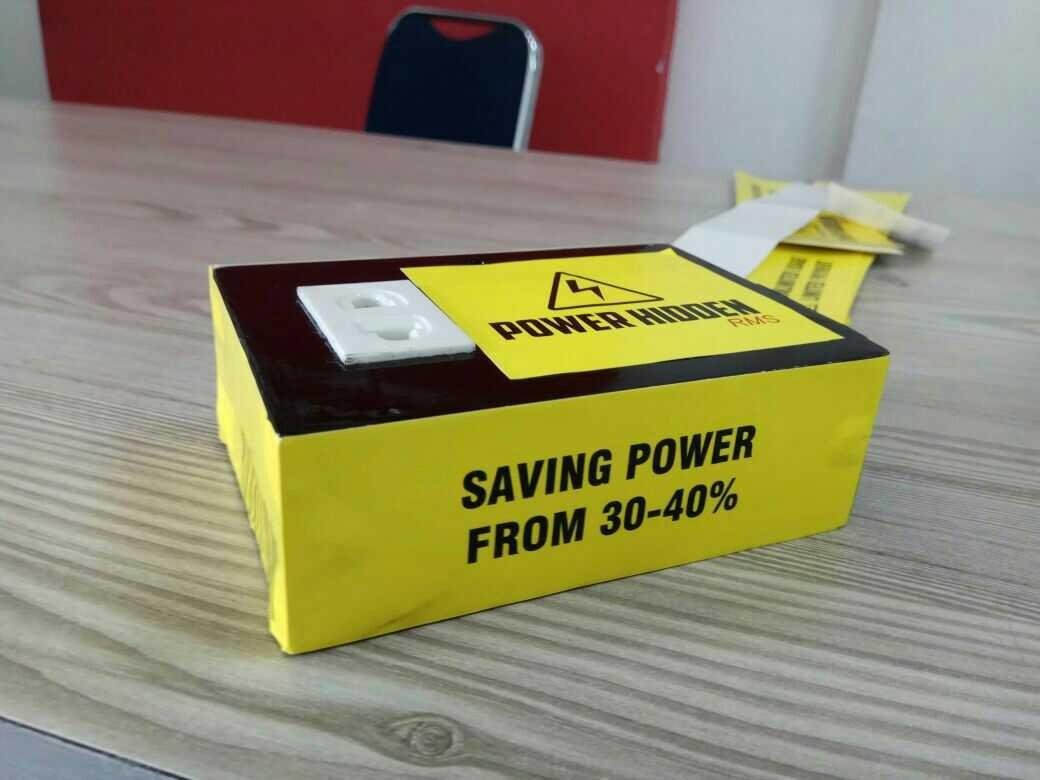 POWER HIDDEN
RMS
SAVING POWER
FROM 30-40%